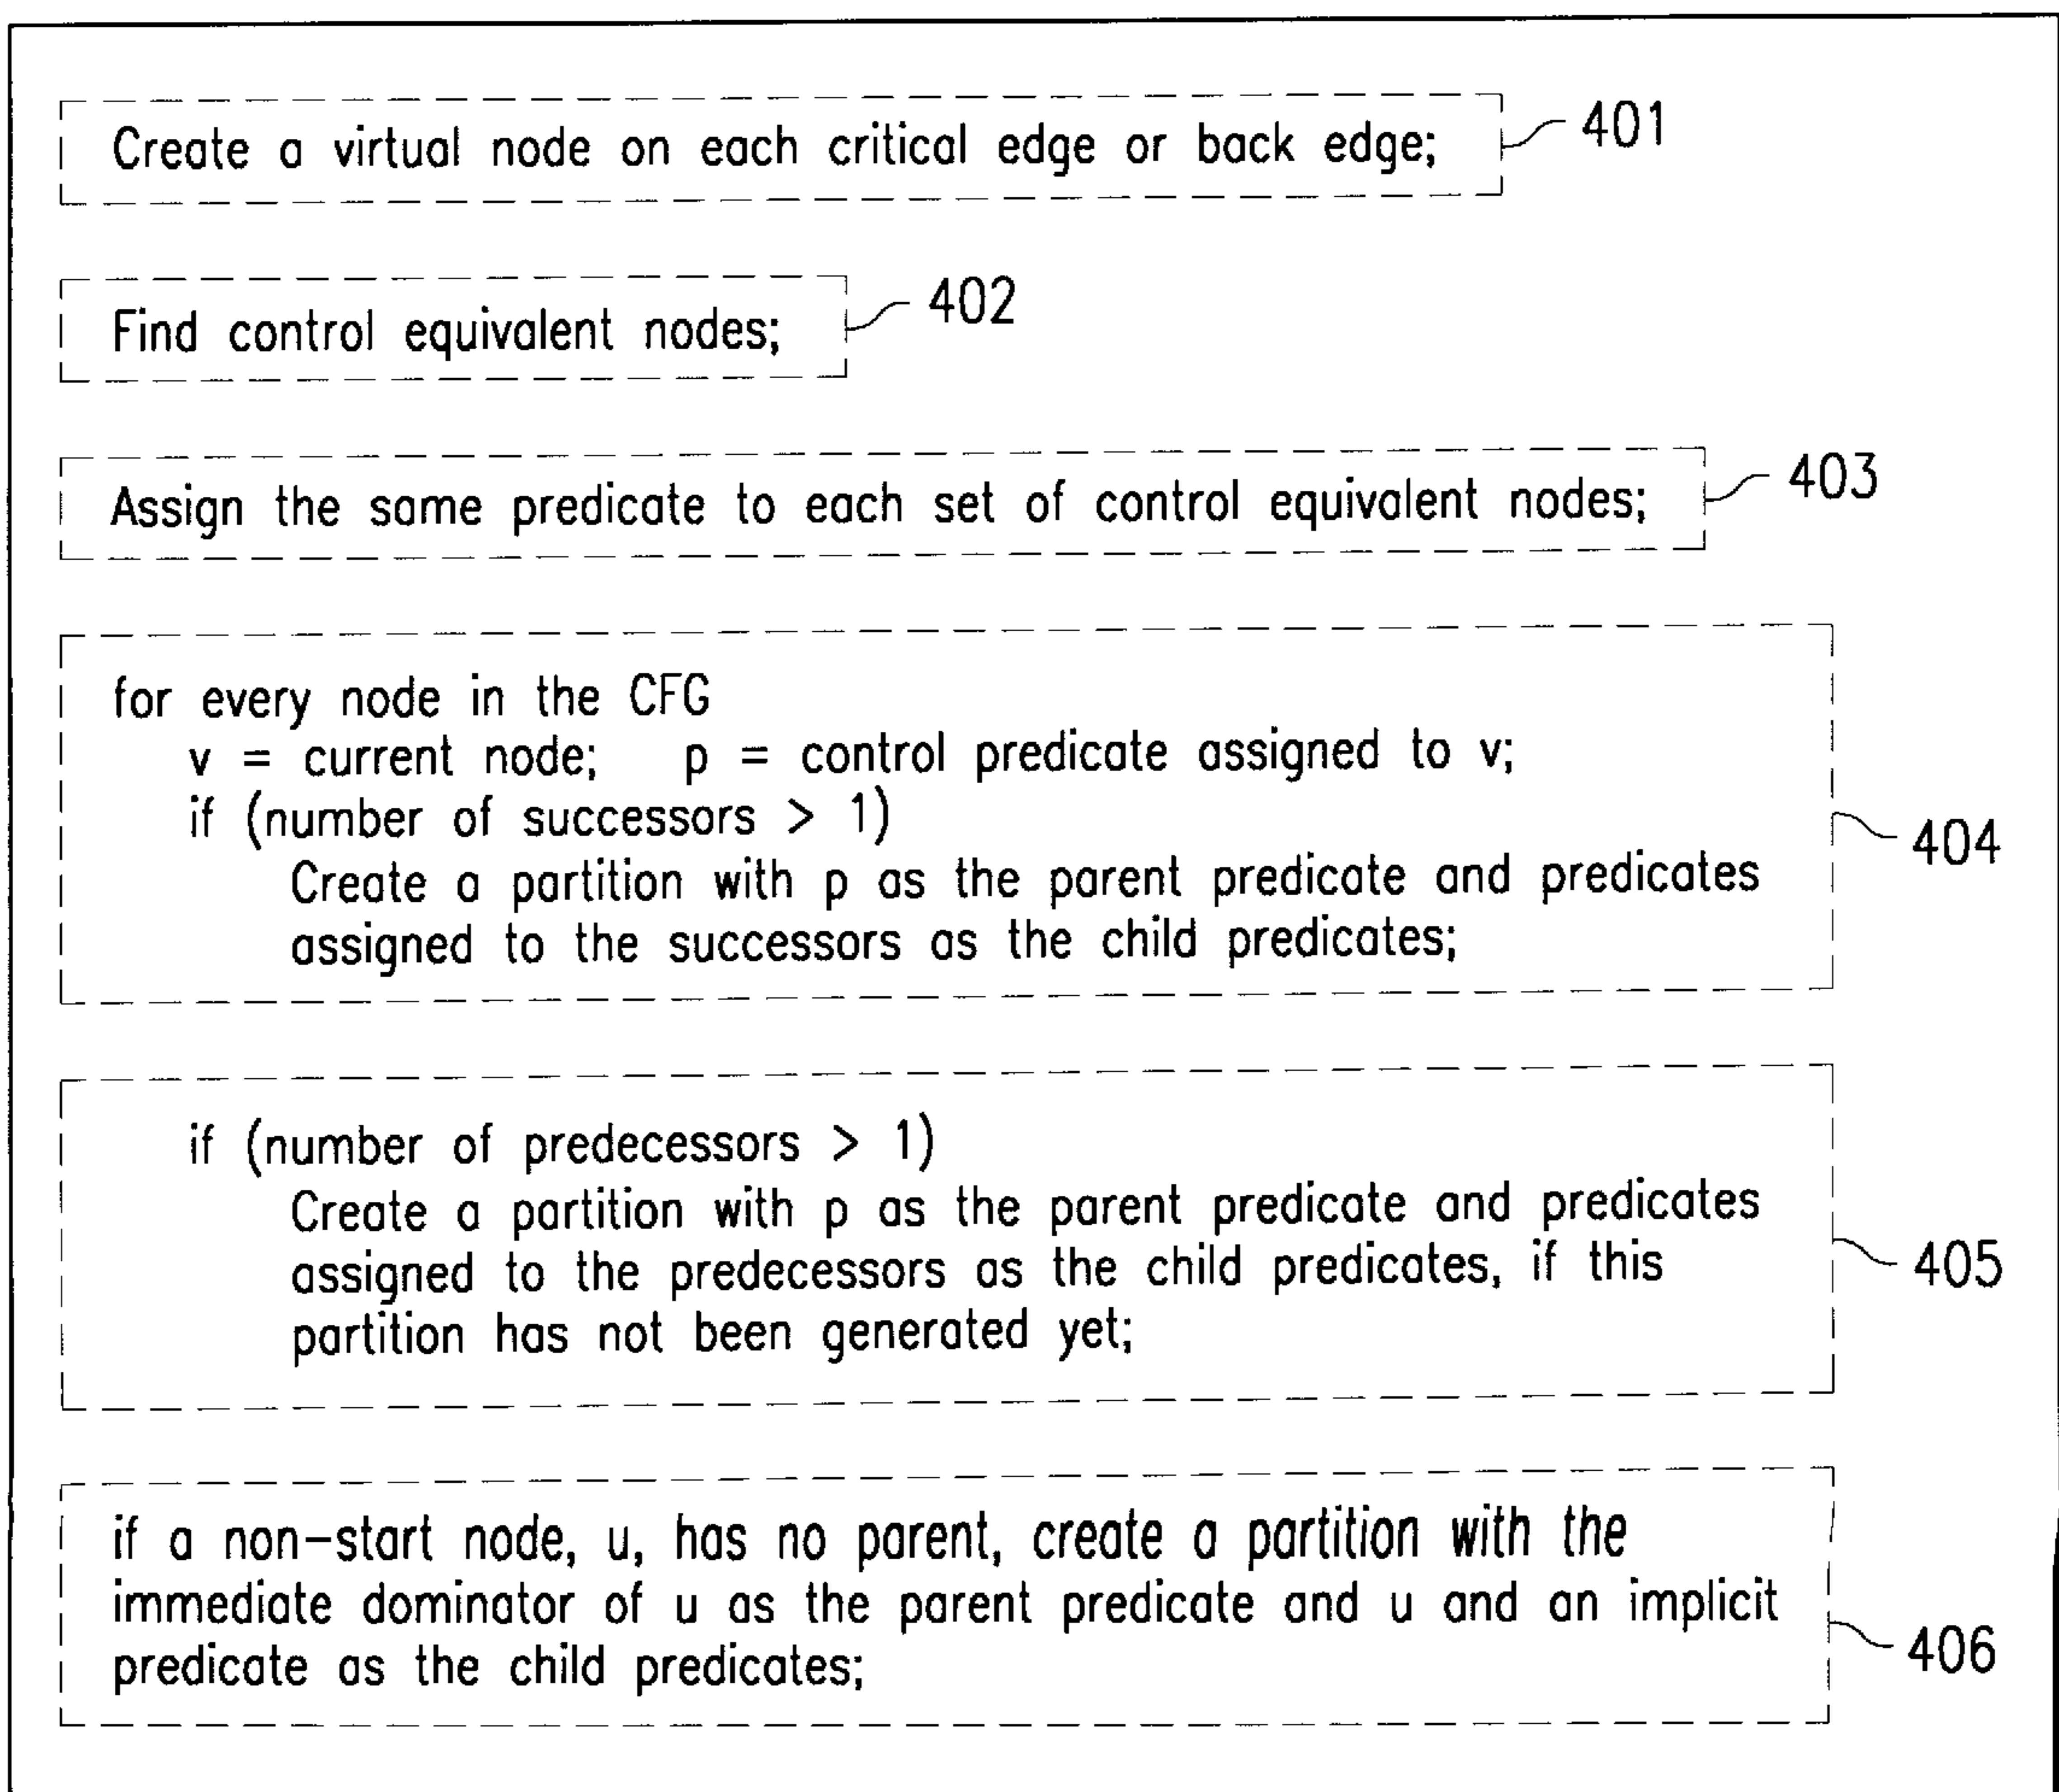 Create a virtual node on each critical edge or back edge;
401
Find control equivalent nodes;
402
Assign the same predicate to each set of control equivalent nodes;
403
for every node in the CFG
v = current node; p = control predicate assigned to v;
if (number of successors > 1)
Create a partition with p as the parent predicate and predicates
assigned to the successors as the child predicates;
404
if (number of predecessors > 1)
Create a partition with p as the parent predicate and predicates
assigned to the predecessors as the child predicates, if this
partition has not been generated yet;
405
if a non-start node, u, has no parent, create a partition with the
immediate dominator of u as the parent predicate and u and an implicit
predicate as the child predicates;
406